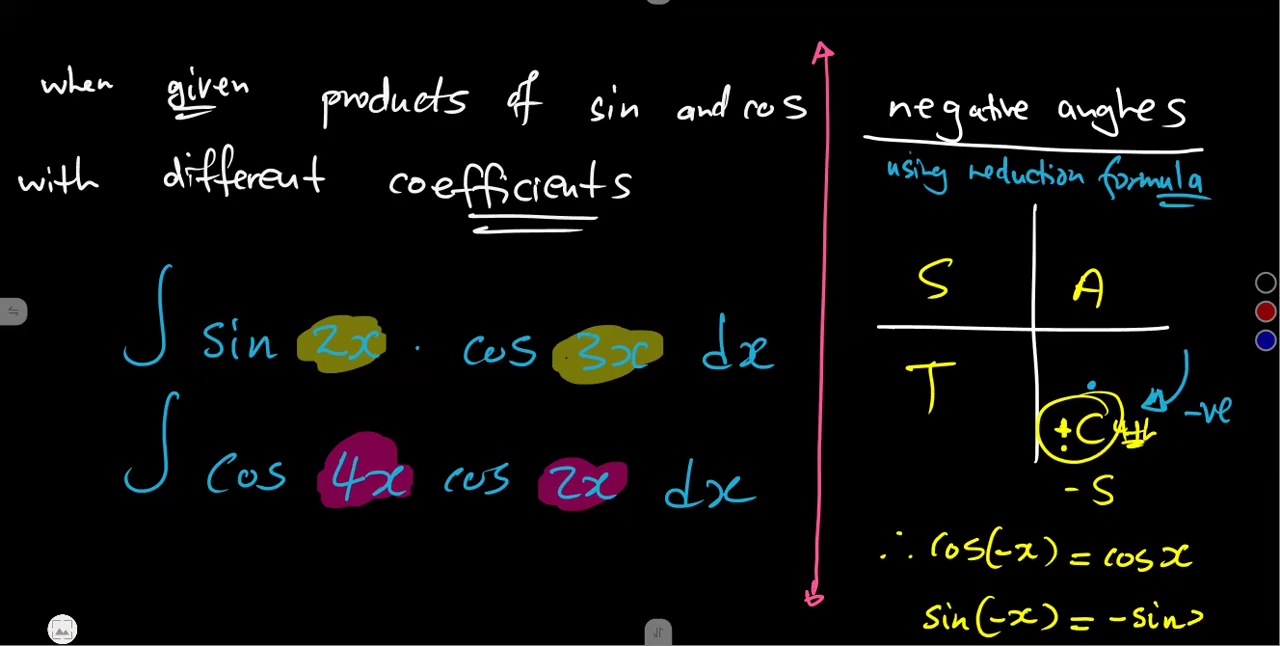 when given products of sin and cos
with different coefficients
∫ sin 2x · cos 3x dx
∫ cos 4x cos 2x dx
negative anghes
using reduction formula
S A
T +C
-ve
- S
∴ cos(-x) = cos x
sin(-x) = -sin